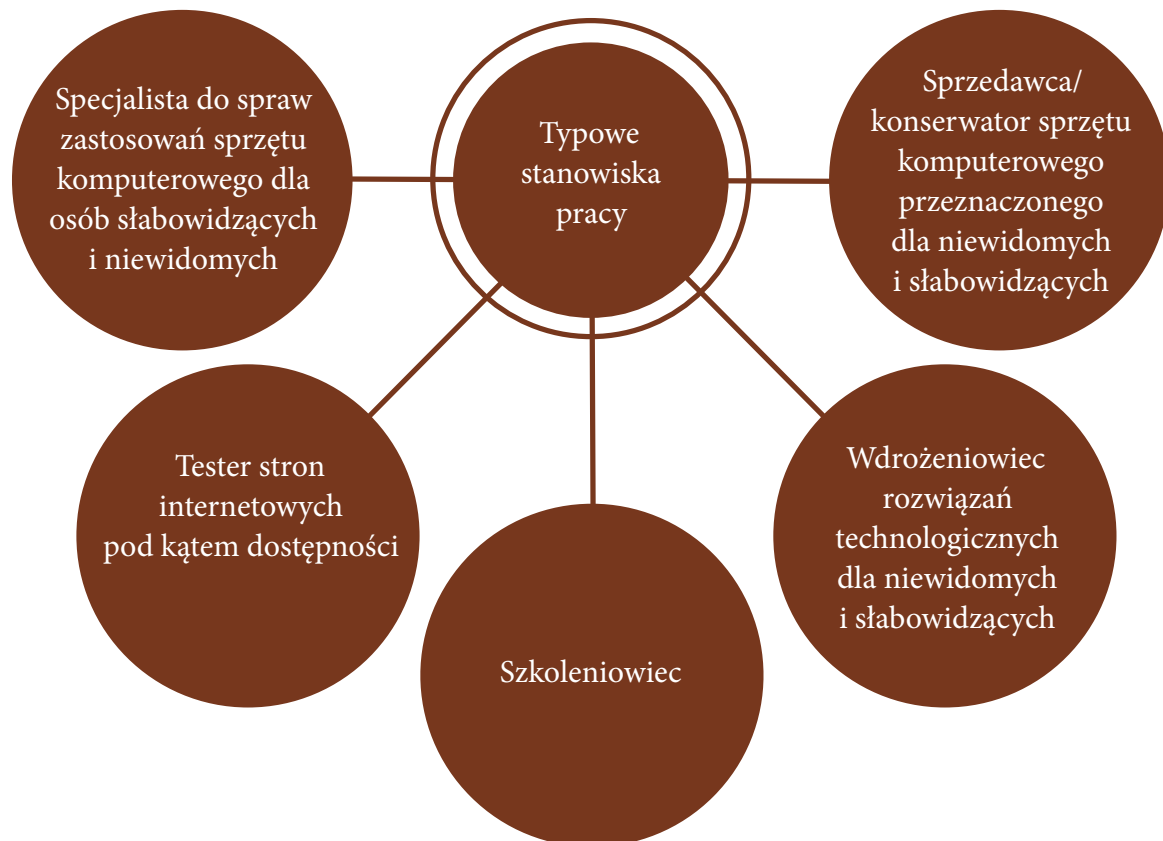 Specjalista do spraw
zastosowań sprzętu
komputerowego dla
osób słabowidzących
i niewidomych
Typowe
stanowiska
pracy
Sprzedawca/
konserwator sprzętu
komputerowego
przeznaczonego
dla niewidomych
i słabowidzących
Tester stron
internetowych
pod kątem dostępności
Szkoleniowiec
Wdrożeniowiec
rozwiązań
technologicznych
dla niewidomych
i słabowidzących